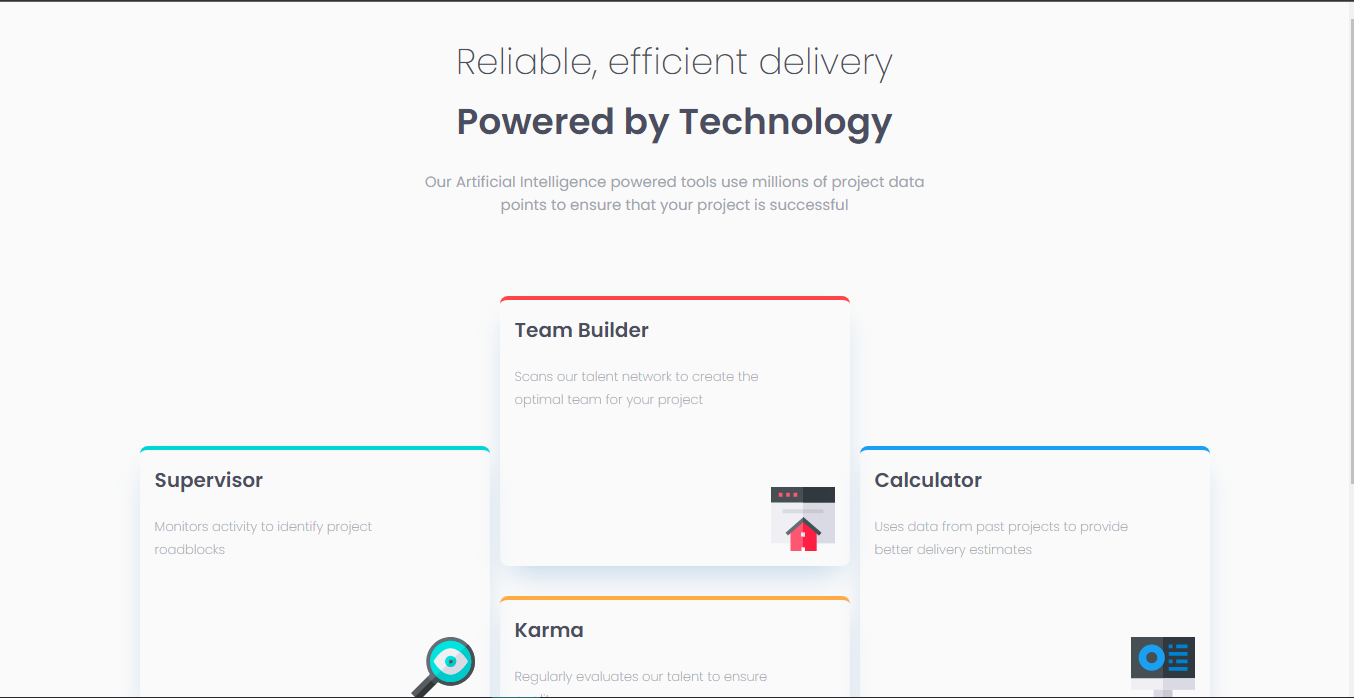 Reliable, efficient delivery
Powered by Technology
Our Artificial Intelligence powered tools use millions of project data
points to ensure that your project is successful
Team Builder
Scans our talent network to create the
optimal team for your project
Supervisor
Monitors activity to identify project
roadblocks
Calculator
Uses data from past projects to provide
better delivery estimates
Karma
Regularly evaluates our talent to ensure